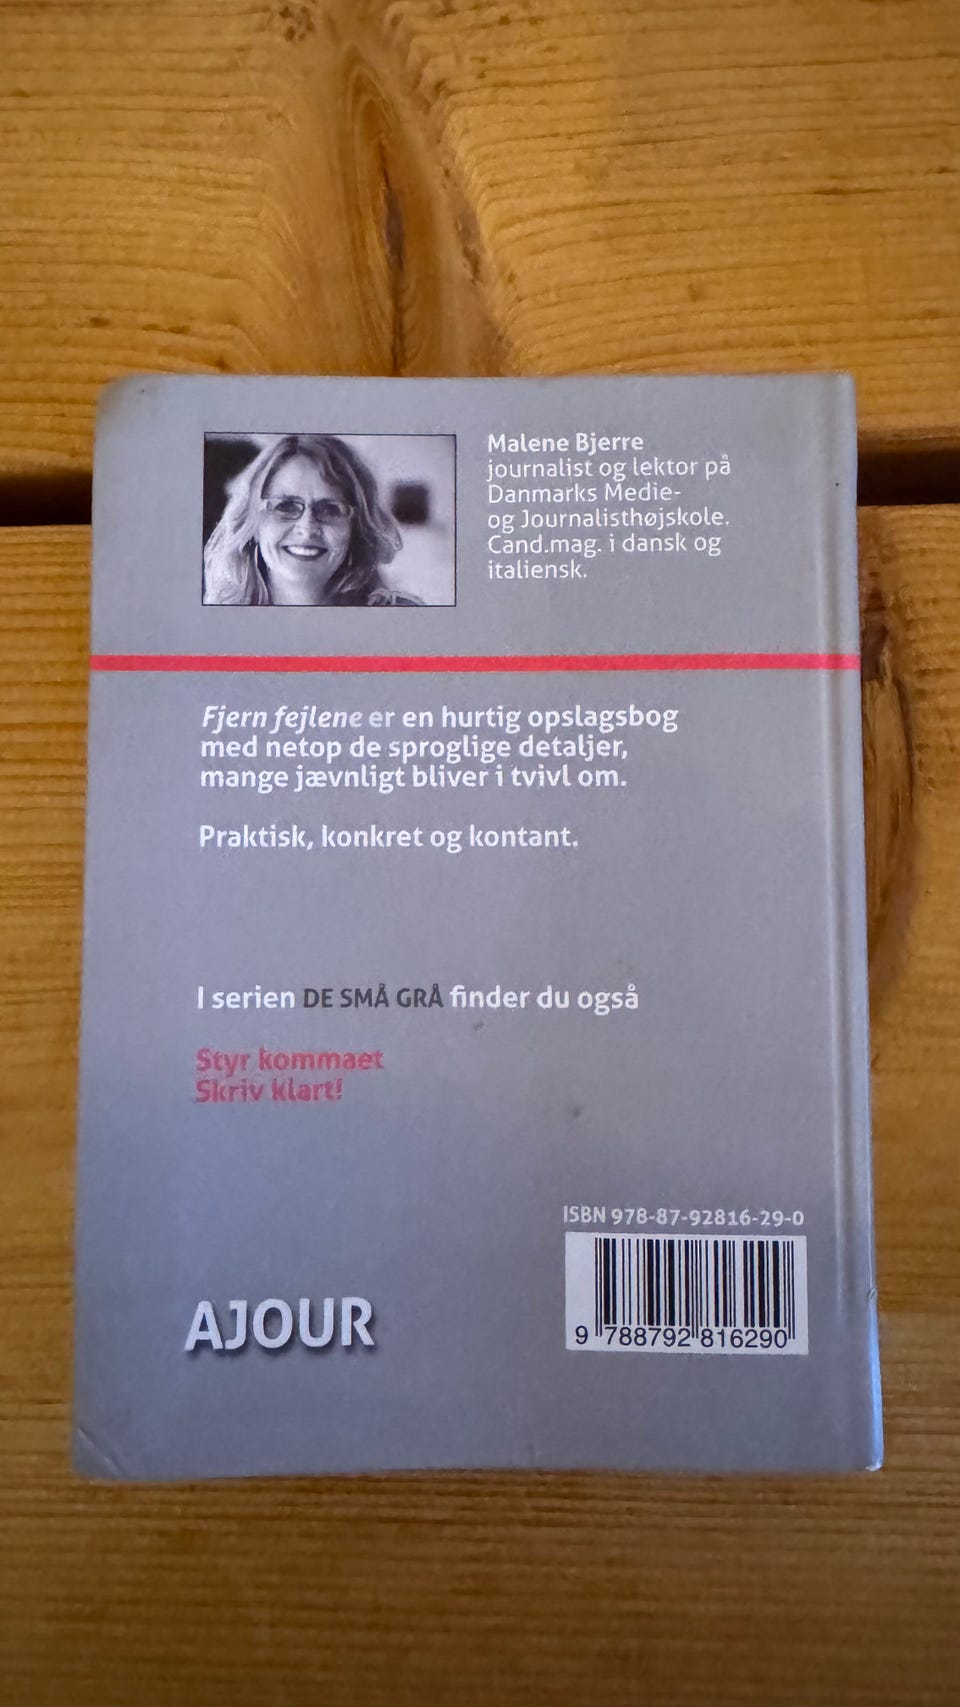 Malene Bjerre
journalist og lektor på
Danmarks Medie-
og Journalisthøjskole.
Cand.mag. i dansk og
italiensk.
Fjern fejlene er en hurtig opslagsbog
med netop de sproglige detaljer,
mange jævnligt bliver i tvivl om.
Praktisk, konkret og kontant.
I serien DE SMÅ GRÅ finder du også
Styr kommaet
Skriv klart!
ISBN 978-87-92816-29-0
9 788792 816290
AJOUR